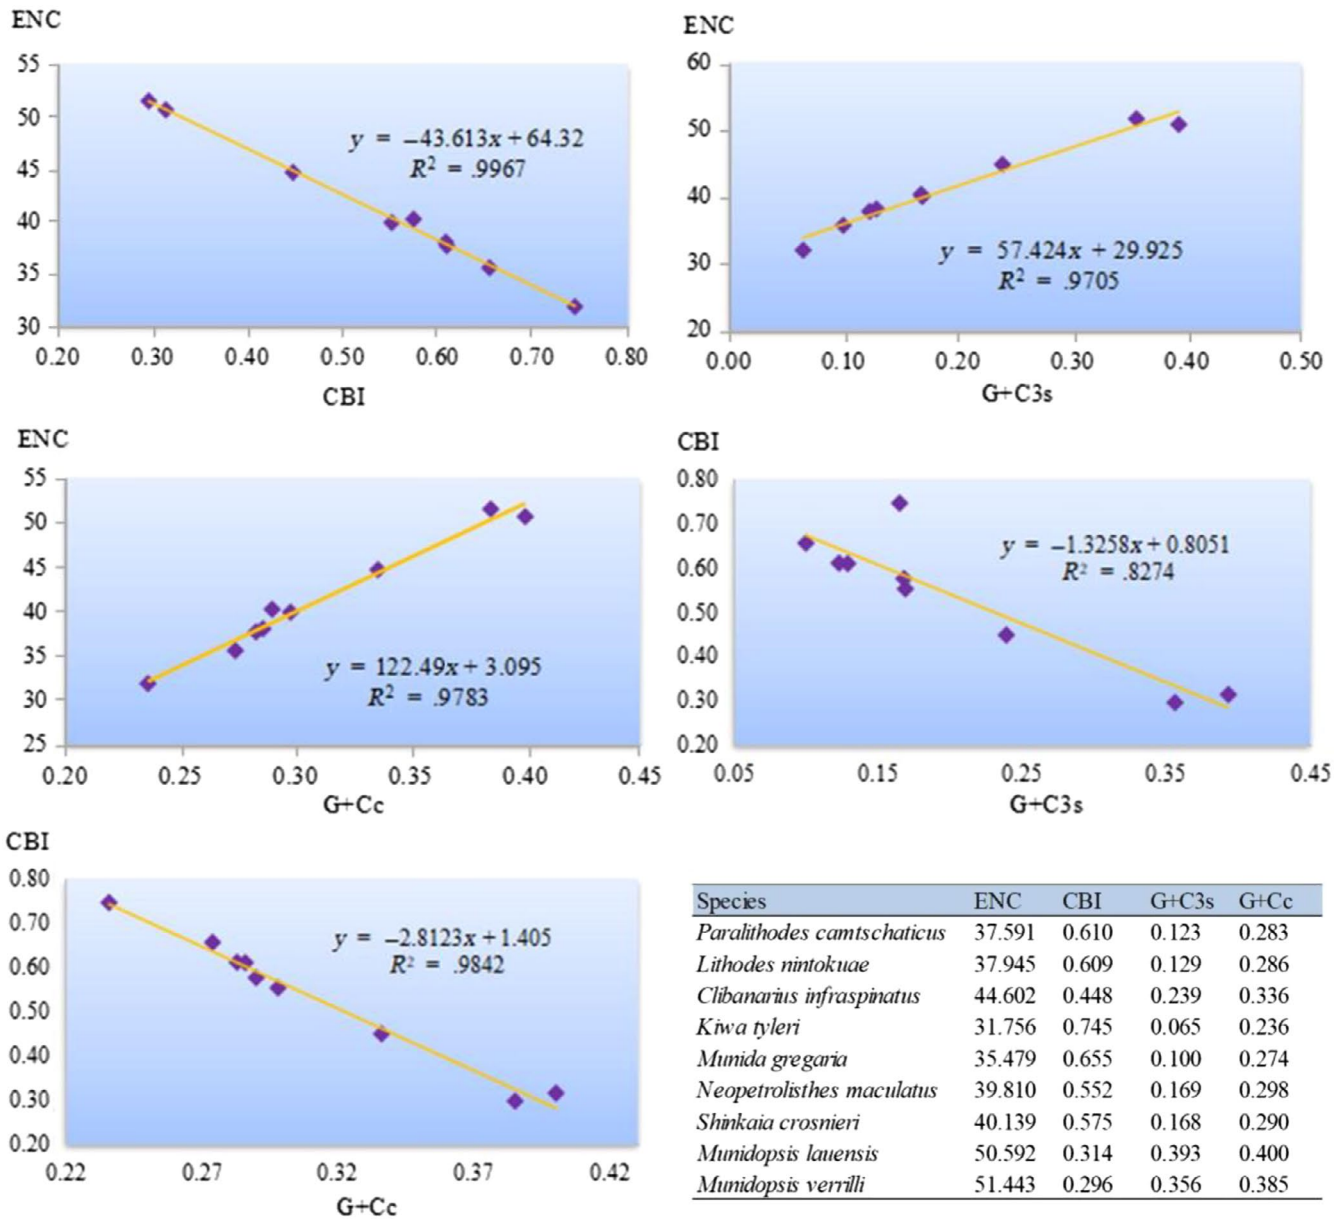 ENC
55
50
45
40
35
30
0.20 0.30 0.40 0.50 0.60 0.70 0.80
CBI
y = −43.613x + 64.32
R² = .9967
ENC
60
50
40
30
20
0.00 0.10 0.20 0.30 0.40 0.50
G+C3s
y = 57.424x + 29.925
R² = .9705
ENC
55
50
45
40
35
30
25
0.20 0.25 0.30 0.35 0.40 0.45
G+Cc
y = 122.49x + 3.095
R² = .9783
CBI
0.80
0.70
0.60
0.50
0.40
0.30
0.20
0.05 0.15 0.25 0.35 0.45
G+C3s
y = −1.3258x + 0.8051
R² = .8274
CBI
0.80
0.70
0.60
0.50
0.40
0.30
0.20
0.22 0.27 0.32 0.37 0.42
G+Cc
y = −2.8123x + 1.405
R² = .9842
Species ENC CBI G+C3s G+Cc
Paralithodes camtschaticus 37.591 0.610 0.123 0.283
Lithodes nintokuae 37.945 0.609 0.129 0.286
Clibanarius infraspinatus 44.602 0.448 0.239 0.336
Kiwa tyleri 31.756 0.745 0.065 0.236
Munida gregaria 35.479 0.655 0.100 0.274
Neopetrolisthes maculatus 39.810 0.552 0.169 0.298
Shinkaia crosnieri 40.139 0.575 0.168 0.290
Munidopsis lauensis 50.592 0.314 0.393 0.400
Munidopsis verrilli 51.443 0.296 0.356 0.385